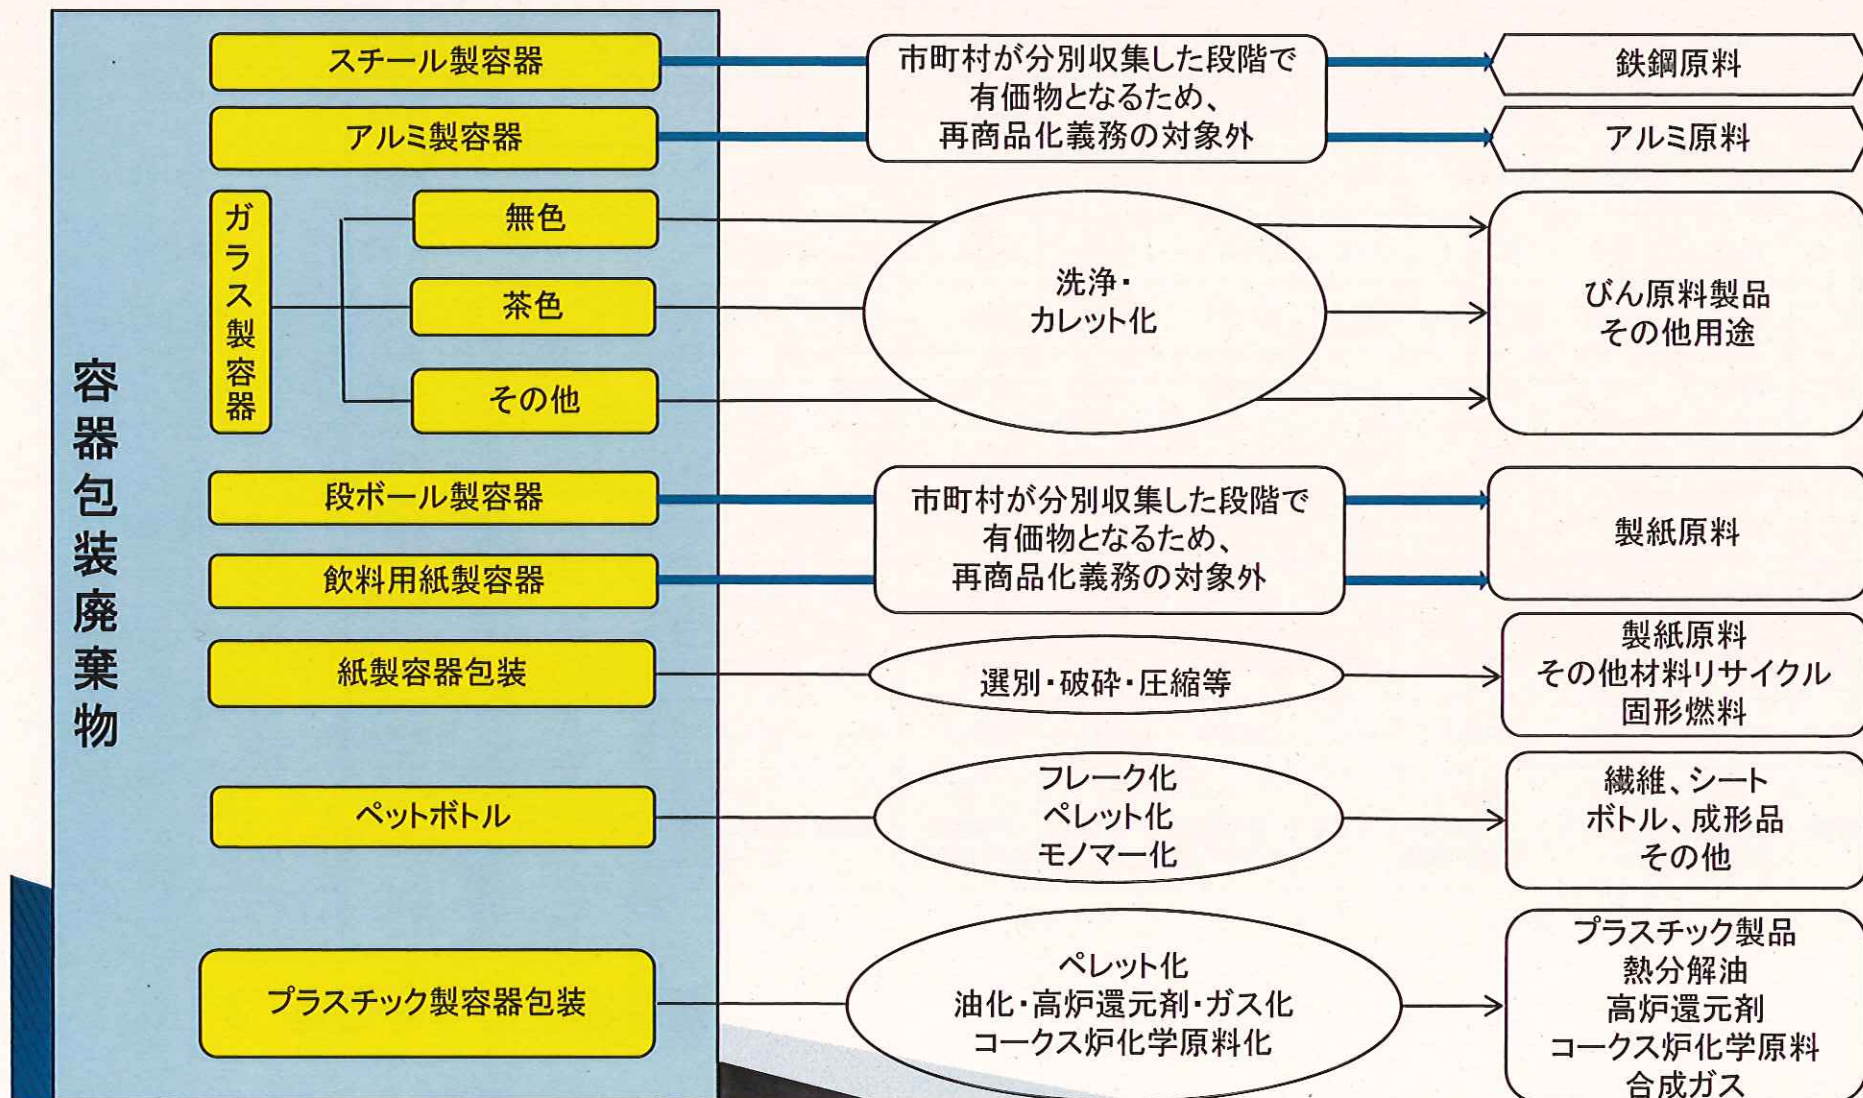 容器包装廃棄物
スチール製容器
市町村が分別収集した段階で
有価物となるため、
再商品化義務の対象外
鉄鋼原料
アルミ製容器
アルミ原料
ガラス製容器
無色
茶色
その他
洗浄・
カレット化
びん原料製品
その他用途
段ボール製容器
飲料用紙製容器
市町村が分別収集した段階で
有価物となるため、
再商品化義務の対象外
製紙原料
紙製容器包装
選別・破砕・圧縮等
製紙原料
その他材料リサイクル
固形燃料
ペットボトル
フレーク化
ペレット化
モノマー化
繊維、シート
ボトル、成形品
その他
プラスチック製容器包装
ペレット化
油化・高炉還元剤・ガス化
コークス炉化学原料化
プラスチック製品
熱分解油
高炉還元剤
コークス炉化学原料
合成ガス